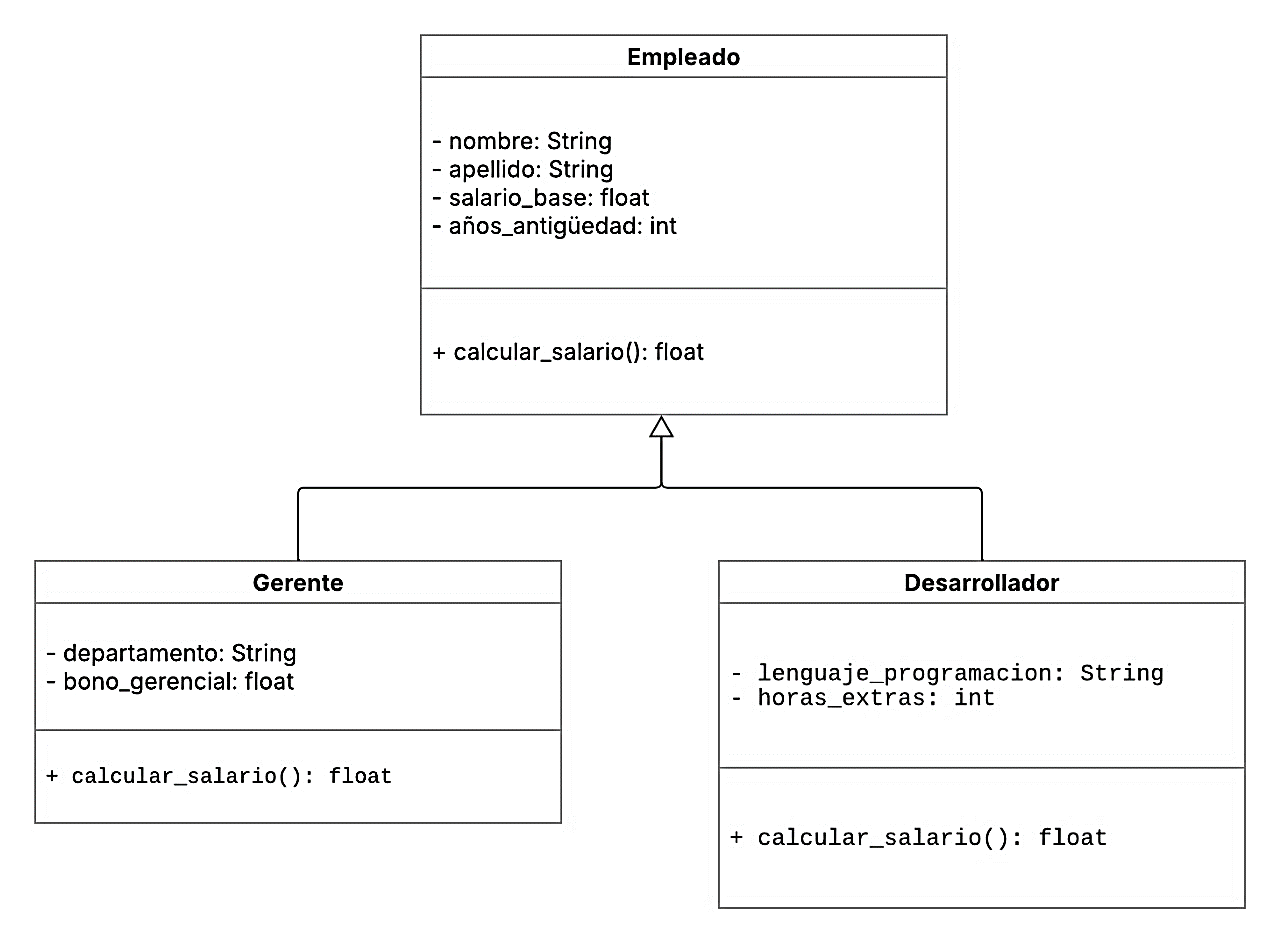 Empleado
- nombre: String
- apellido: String
- salario_base: float
- años_antigüedad: int
+ calcular_salario(): float
Gerente
- departamento: String
- bono_gerencial: float
+ calcular_salario(): float
Desarrollador
- lenguaje_programacion: String
- horas_extras: int
+ calcular_salario(): float